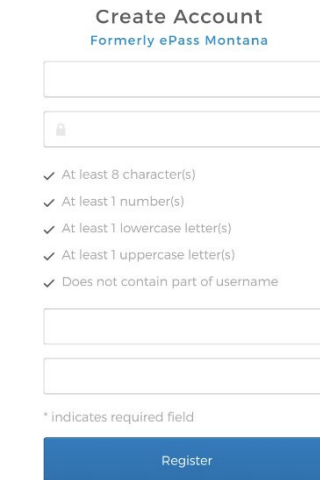 Create Account
Formerly ePass Montana
At least 8 character(s)
At least 1 number(s)
At least 1 lowercase letter(s)
At least 1 uppercase letter(s)
Does not contain part of username
* indicates required field
Register